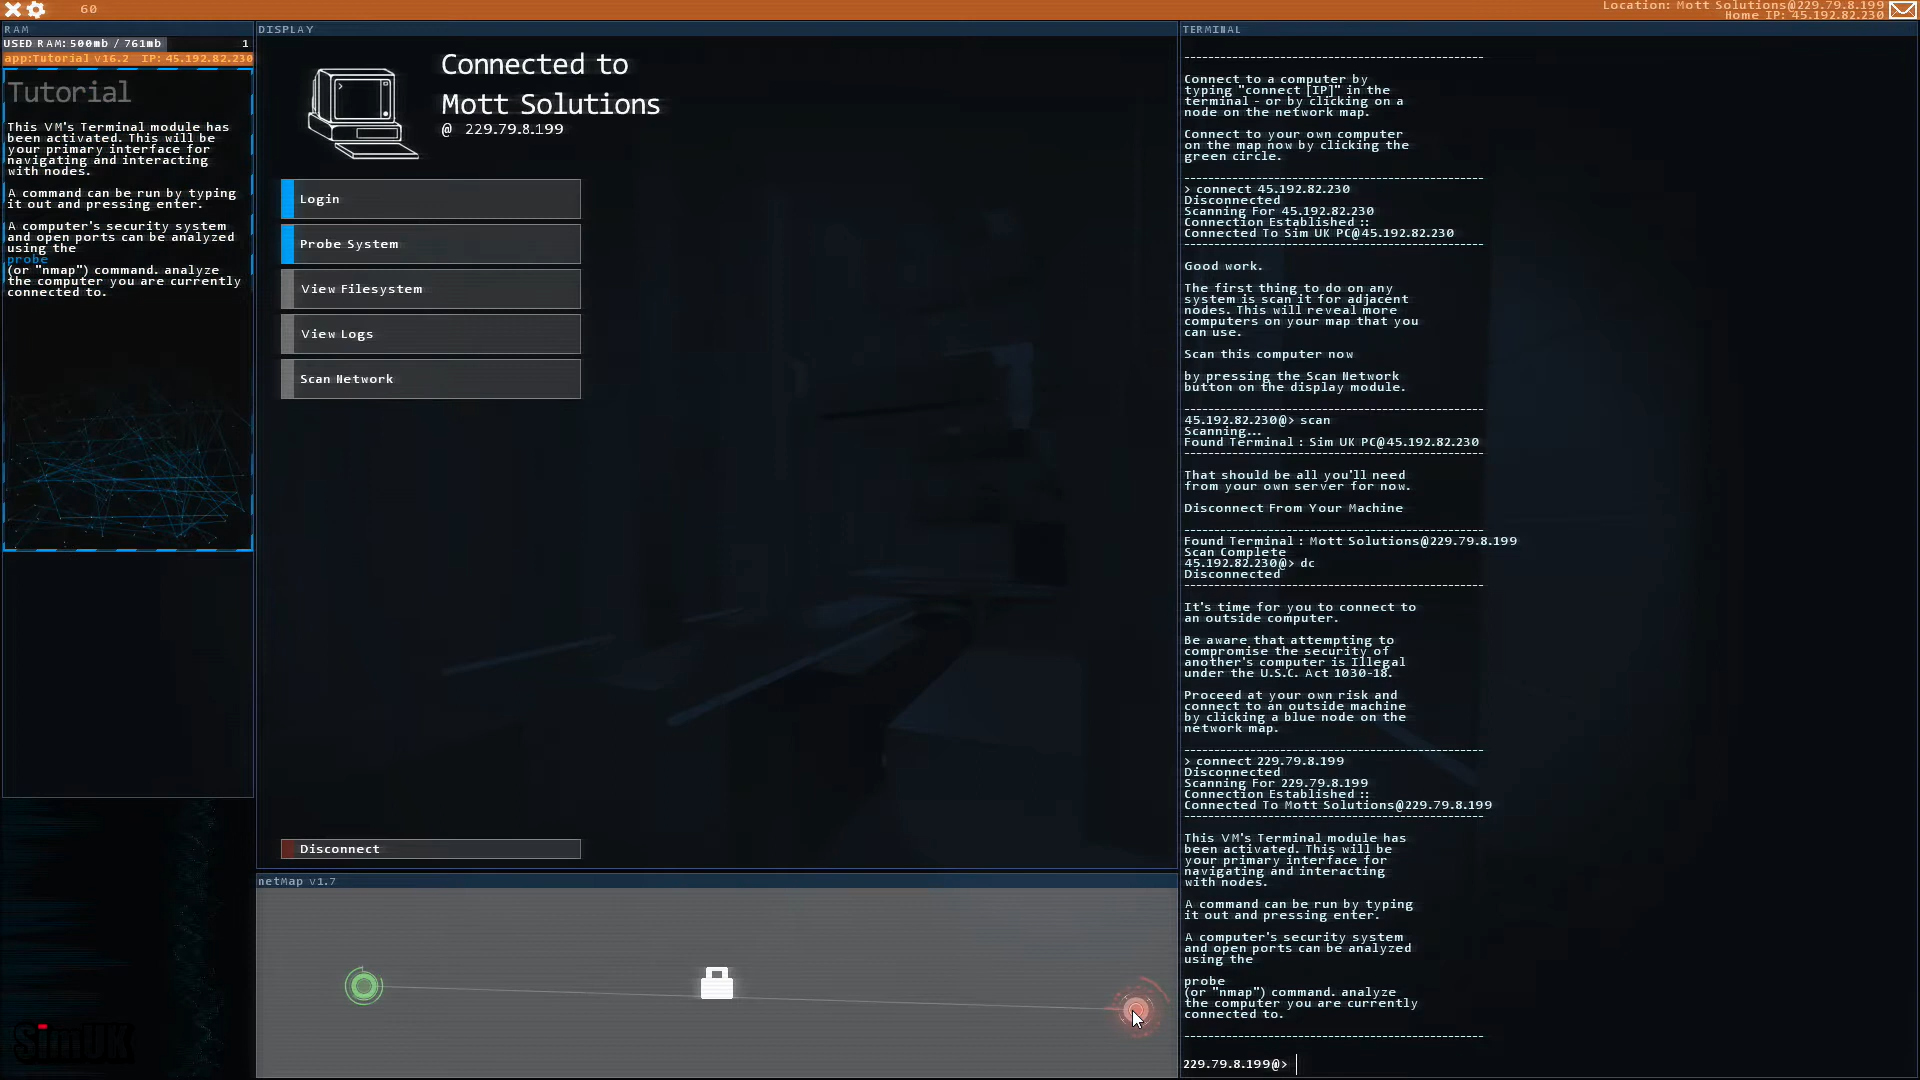 60
Location: Mott Solutions@229.79.8.199
Home IP: 45.192.82.230
RAM
USED RAM: 500mb / 761mb 1
app:Tutorial v16.2 IP: 45.192.82.230
Tutorial
This VM's Terminal module has
been activated. This will be
your primary interface for
navigating and interacting
with nodes.
A command can be run by typing
it out and pressing enter.
A computer's security system
and open ports can be analyzed
using the
probe
(or "nmap") command. analyze
the computer you are currently
connected to.
SimUK
DISPLAY
Connected to
Mott Solutions
@ 229.79.8.199
Login
Probe System
View Filesystem
View Logs
Scan Network
Disconnect
netMap v1.7
TERMINAL
--------------------------------------------------
Connect to a computer by
typing "connect [IP]" in the
terminal - or by clicking on a
node on the network map.
Connect to your own computer
on the map now by clicking the
green circle.
--------------------------------------------------
> connect 45.192.82.230
Disconnected
Scanning For 45.192.82.230
Connection Established ::
Connected To Sim UK PC@45.192.82.230
--------------------------------------------------
Good work.
The first thing to do on any
system is scan it for adjacent
nodes. This will reveal more
computers on your map that you
can use.
Scan this computer now
by pressing the Scan Network
button on the display module.
--------------------------------------------------
45.192.82.230@> scan
Scanning...
Found Terminal : Sim UK PC@45.192.82.230
--------------------------------------------------
That should be all you'll need
from your own server for now.
Disconnect From Your Machine
--------------------------------------------------
Found Terminal : Mott Solutions@229.79.8.199
Scan Complete
45.192.82.230@> dc
Disconnected
--------------------------------------------------
It's time for you to connect to
an outside computer.
Be aware that attempting to
compromise the security of
another's computer is Illegal
under the U.S.C. Act 1030-18.
Proceed at your own risk and
connect to an outside machine
by clicking a blue node on the
network map.
--------------------------------------------------
> connect 229.79.8.199
Disconnected
Scanning For 229.79.8.199
Connection Established ::
Connected To Mott Solutions@229.79.8.199
--------------------------------------------------
This VM's Terminal module has
been activated. This will be
your primary interface for
navigating and interacting
with nodes.
A command can be run by typing
it out and pressing enter.
A computer's security system
and open ports can be analyzed
using the
probe
(or "nmap") command. analyze
the computer you are currently
connected to.
--------------------------------------------------
229.79.8.199@>